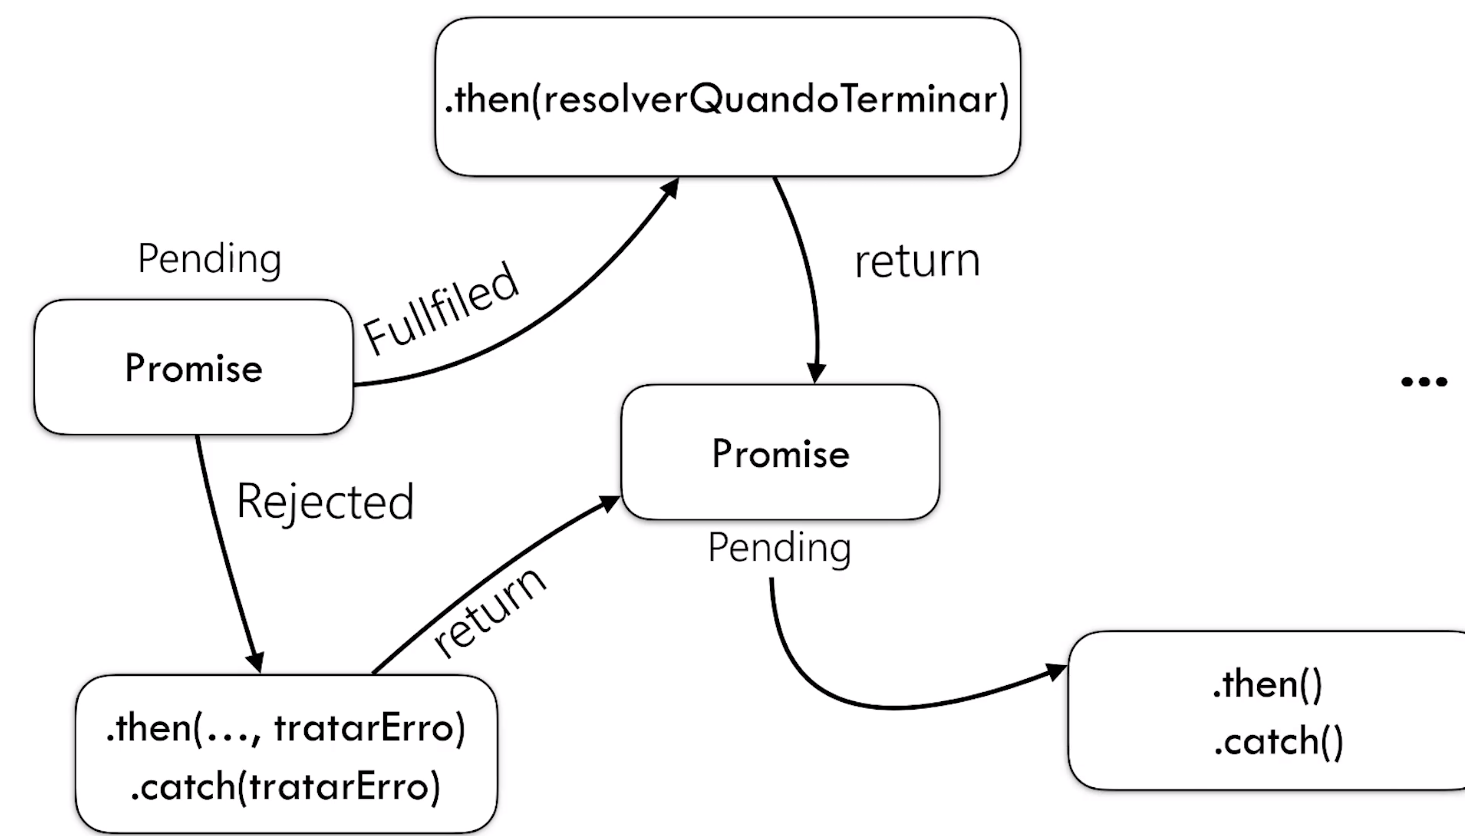 .then(resolverQuandoTerminar)
Pending
Fullfiled
return
Promise
...
Promise
Rejected
Pending
return
.then(..., tratarErro)
.catch(tratarErro)
.then()
.catch()